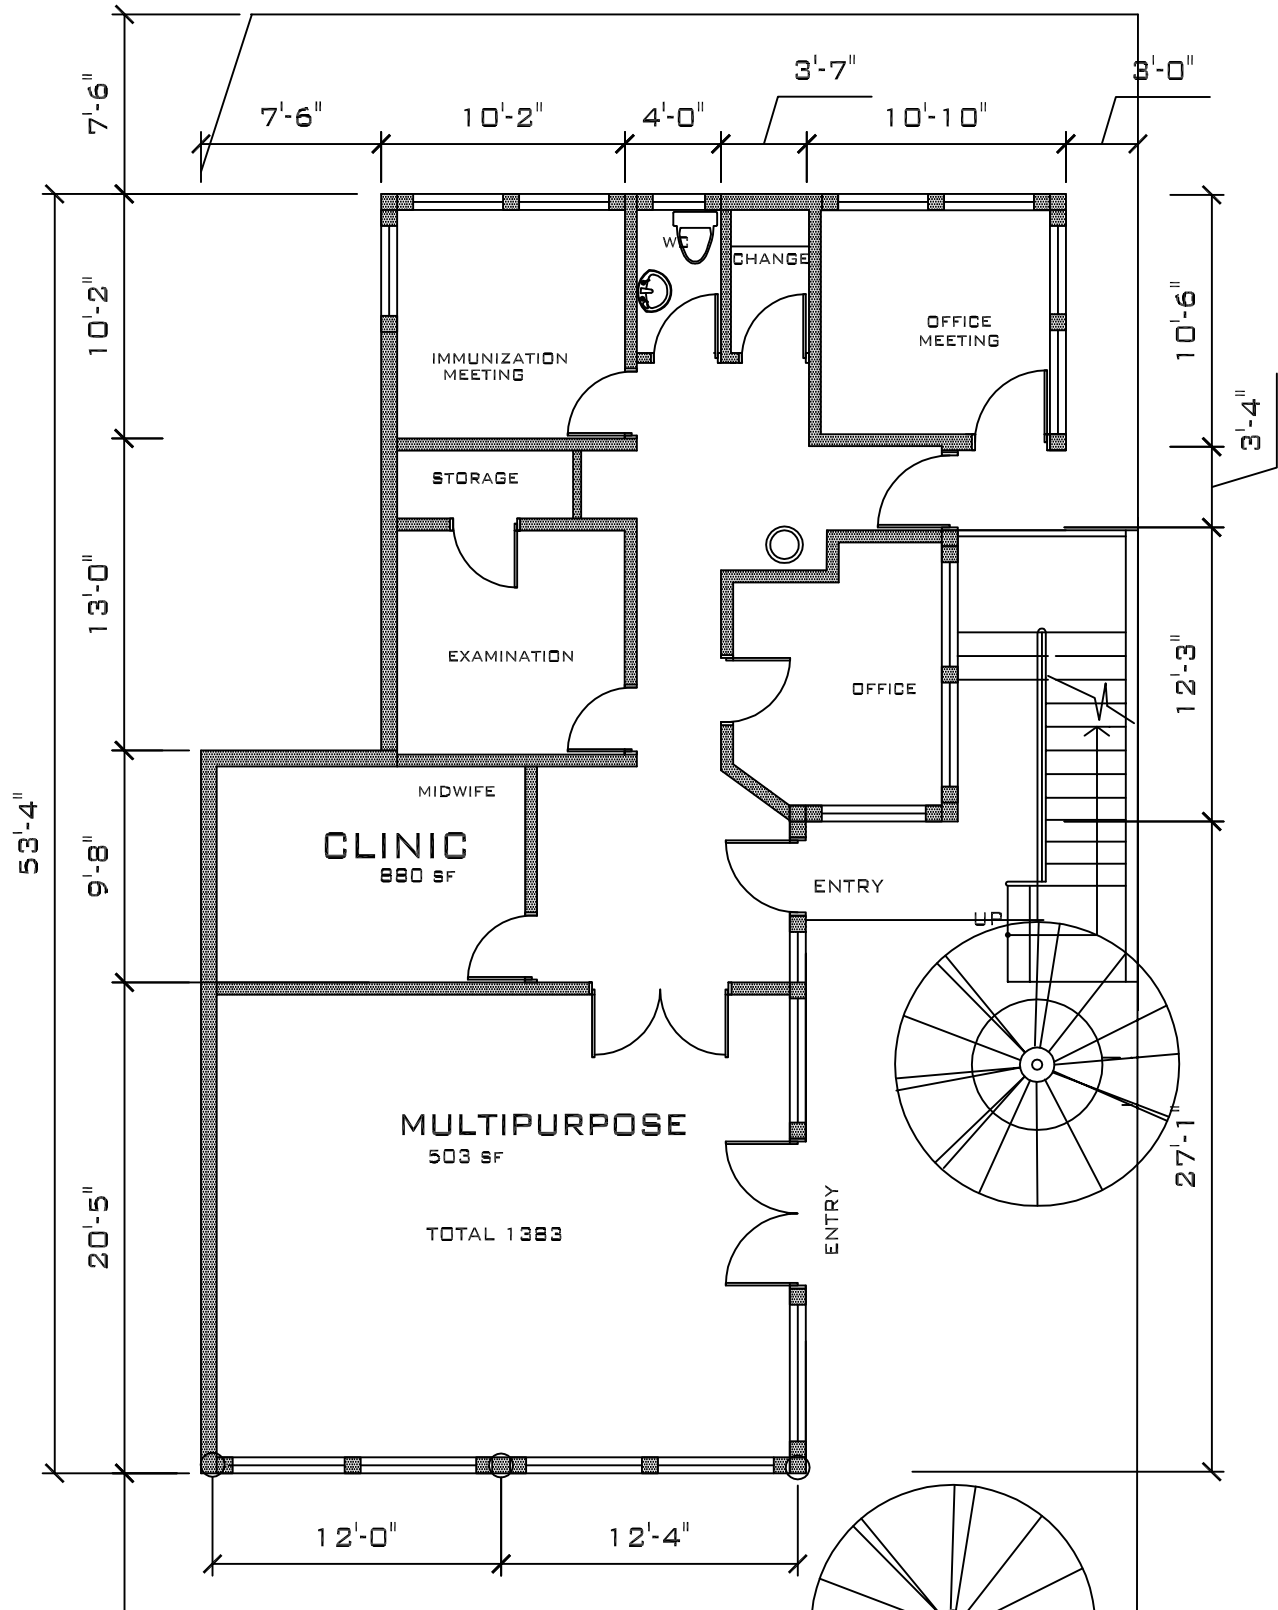 3'-7"
3'-0"
7'-6"
7'-6"
10'-2"
4'-0"
10'-10"
WC
CHANGE
10'-2"
OFFICE
MEETING
10'-6"
IMMUNIZATION
MEETING
3'-4"
STORAGE
13'-0"
EXAMINATION
OFFICE
12'-3"
MIDWIFE
53'-4"
CLINIC
880 SF
9'-8"
ENTRY
UP
MULTIPURPOSE
503 SF
27'-1"
20'-5"
TOTAL 1383
ENTRY
12'-0"
12'-4"